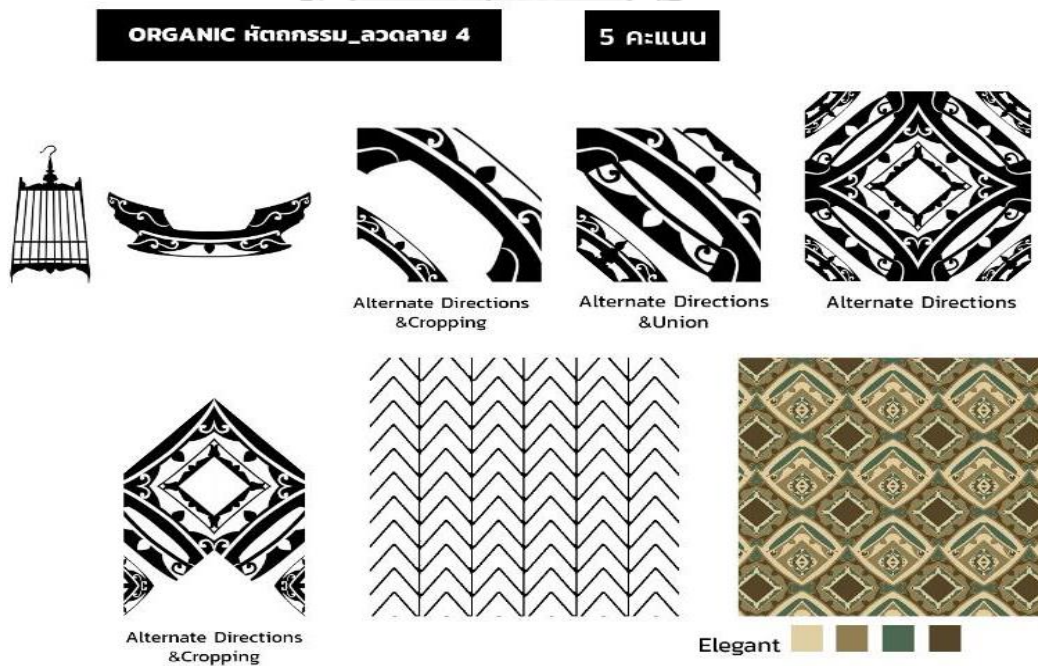 ORGANIC หัตถกรรม_ลวดลาย 4
5 คะแนน
Alternate Directions
&Cropping
Alternate Directions
&Union
Alternate Directions
Alternate Directions
&Cropping
Elegant